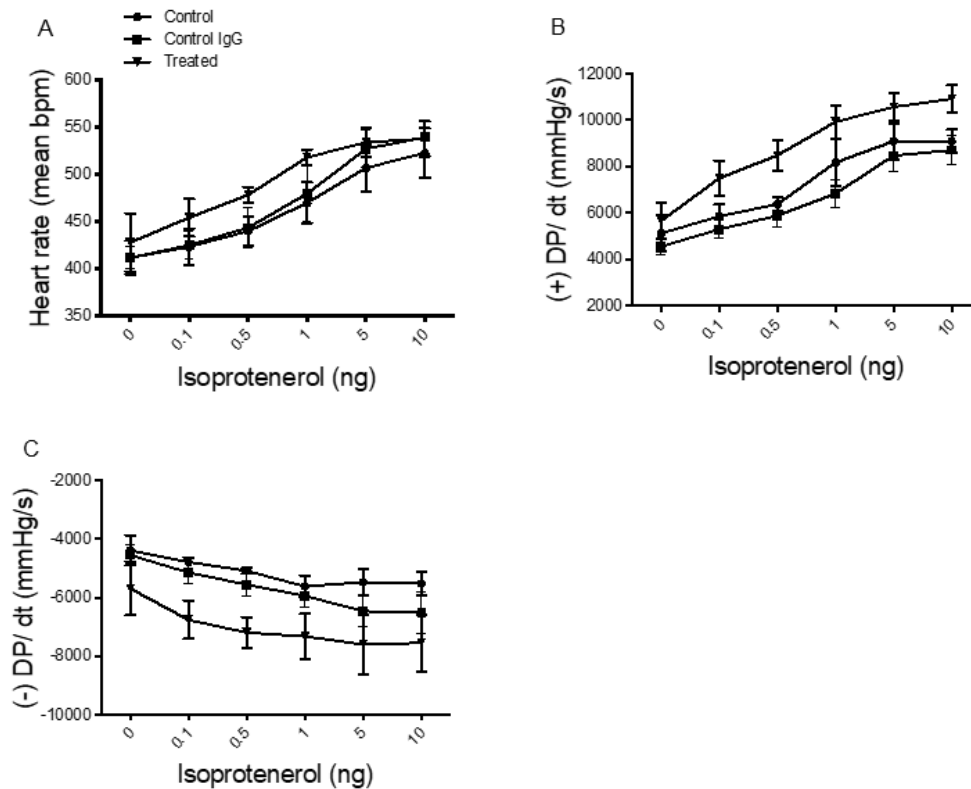 A
Control
Control IgG
Treated
600
550
500
450
400
350
Heart rate (mean bpm)
0
0.1
0.5
1
5
10
Isoprotenerol (ng)
B
12000
10000
8000
6000
4000
2000
(+) DP/ dt (mmHg/s)
0
0.1
0.5
1
5
10
Isoprotenerol (ng)
C
-2000
-4000
-6000
-8000
-10000
(-) DP/ dt (mmHg/s)
0
0.1
0.5
1
5
10
Isoprotenerol (ng)